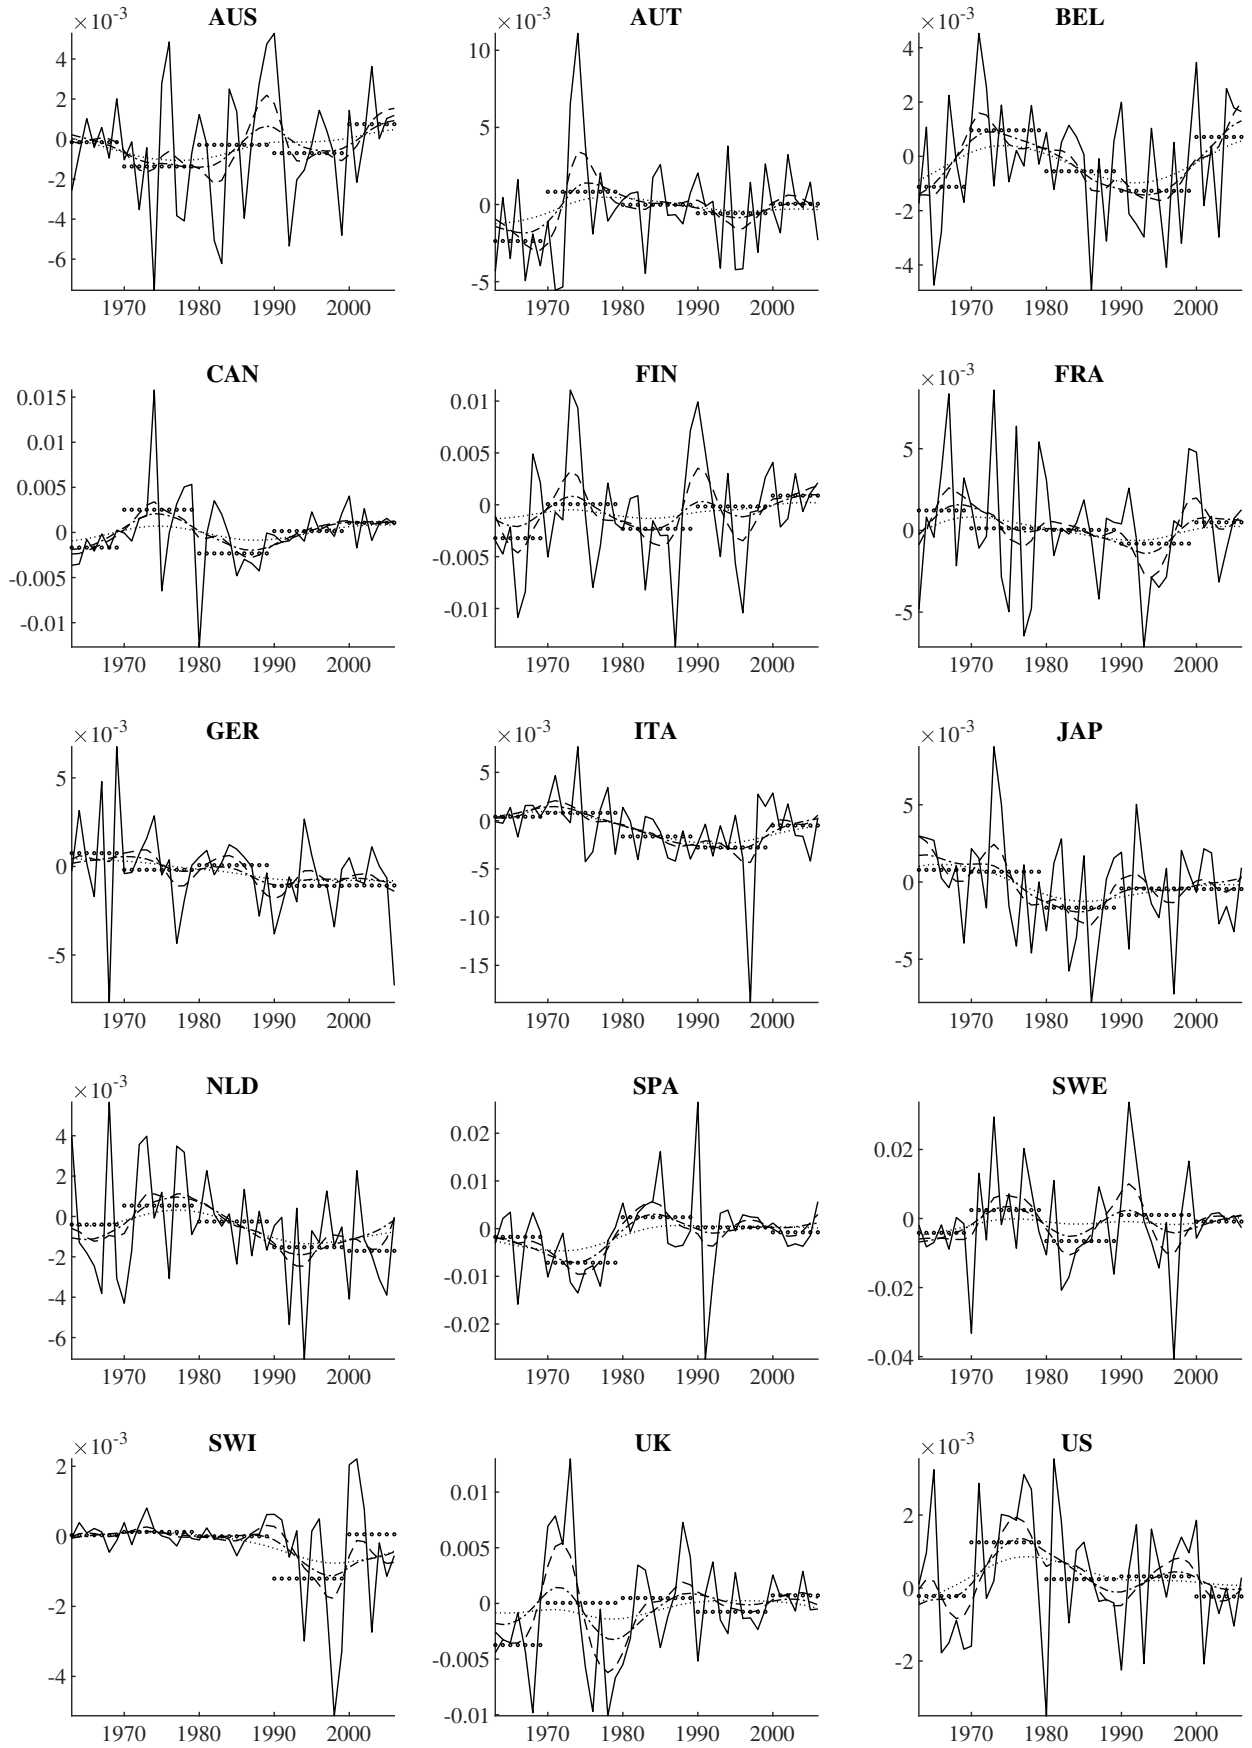 AUS AUT BEL
×10-3 ×10-3 ×10-3
4 10 4
2 5 2
0 0 0
-2 -5 -2
-4 -4
-6
1970 1980 1990 2000 1970 1980 1990 2000 1970 1980 1990 2000
CAN FIN FRA
×10-3
0.015 0.01 5
0.01 0.005 0
0.005 0 -5
0 -0.005
-0.005 -0.01
-0.01
1970 1980 1990 2000 1970 1980 1990 2000 1970 1980 1990 2000
GER ITA JAP
×10-3 ×10-3 ×10-3
5 5 5
0 0 0
-5 -5 -5
-10
-15
1970 1980 1990 2000 1970 1980 1990 2000 1970 1980 1990 2000
NLD SPA SWE
×10-3
4 0.02 0.02
2 0.01 0
0 0 -0.02
-2 -0.01 -0.04
-4 -0.02
-6
1970 1980 1990 2000 1970 1980 1990 2000 1970 1980 1990 2000
SWI UK US
×10-3 ×10-3
2 0.01 2
0 0.005 0
-2 0 -2
-4 -0.005
-0.01
1970 1980 1990 2000 1970 1980 1990 2000 1970 1980 1990 2000